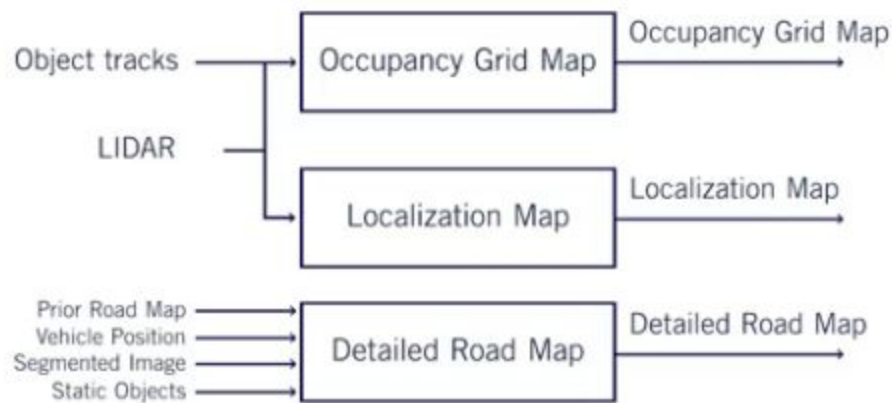 Object tracks
LIDAR
Occupancy Grid Map
Occupancy Grid Map
Localization Map
Localization Map
Prior Road Map
Vehicle Position
Segmented Image
Static Objects
Detailed Road Map
Detailed Road Map